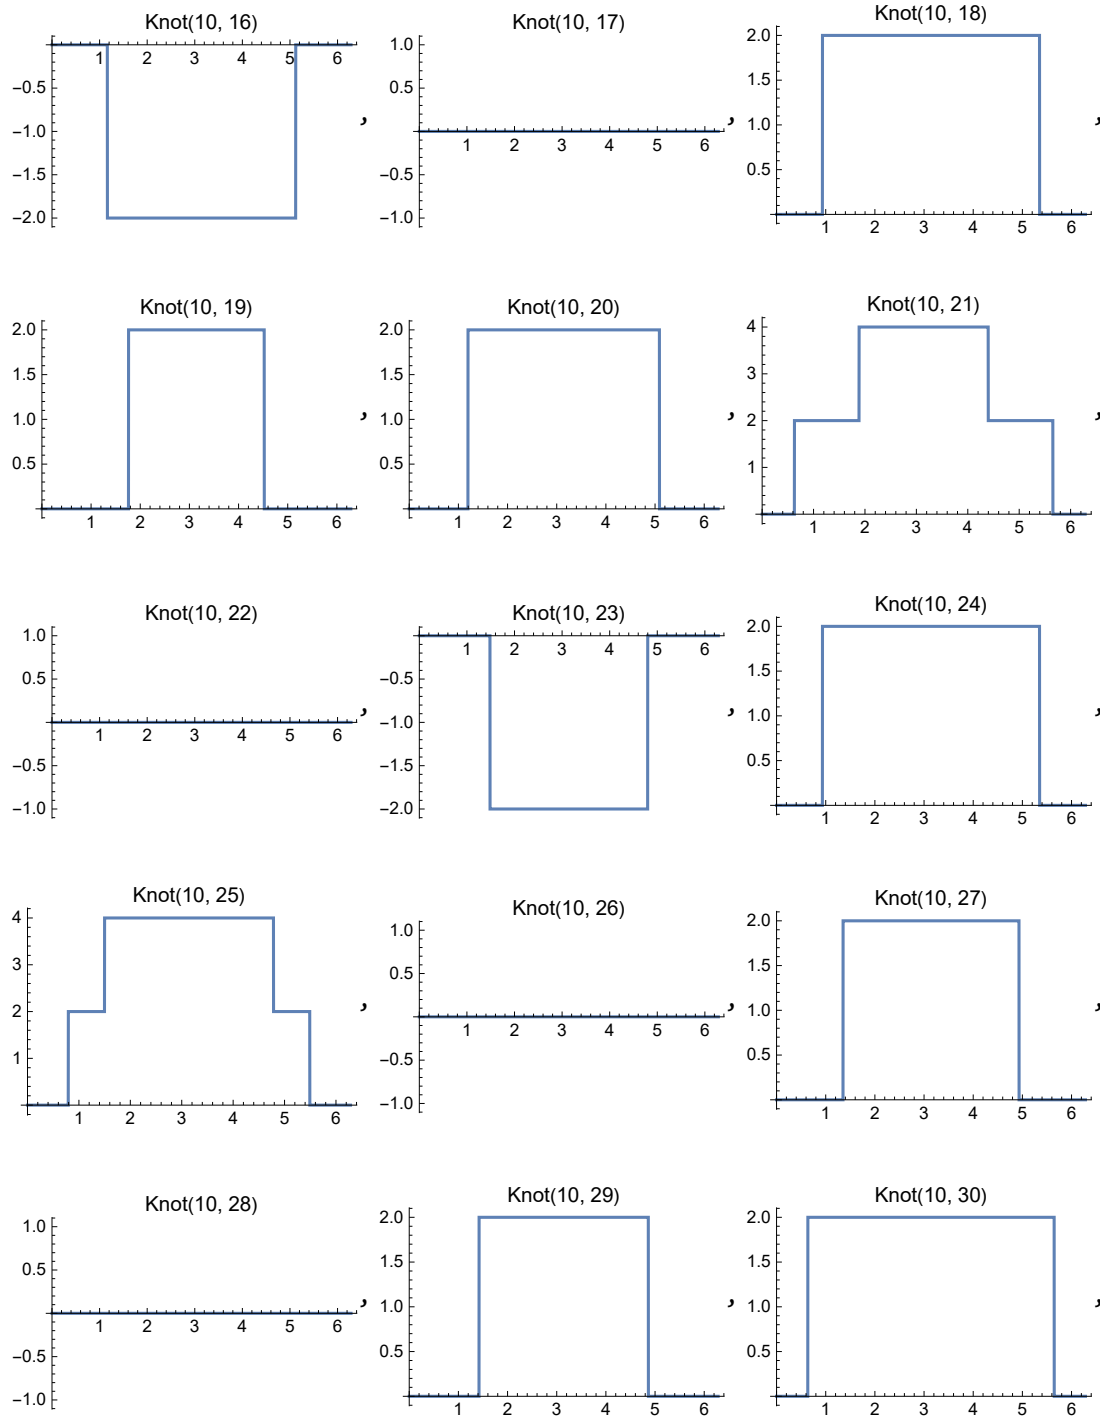 Knot(10, 16)
−0.5
−1.0
−1.5
−2.0
1 2 3 4 5 6
,
Knot(10, 17)
1.0
0.5
−0.5
−1.0
1 2 3 4 5 6
,
Knot(10, 18)
2.0
1.5
1.0
0.5
1 2 3 4 5 6
,
Knot(10, 19)
2.0
1.5
1.0
0.5
1 2 3 4 5 6
,
Knot(10, 20)
2.0
1.5
1.0
0.5
1 2 3 4 5 6
,
Knot(10, 21)
4
3
2
1
1 2 3 4 5 6
,
Knot(10, 22)
1.0
0.5
−0.5
−1.0
1 2 3 4 5 6
,
Knot(10, 23)
−0.5
−1.0
−1.5
−2.0
1 2 3 4 5 6
,
Knot(10, 24)
2.0
1.5
1.0
0.5
1 2 3 4 5 6
,
Knot(10, 25)
4
3
2
1
1 2 3 4 5 6
,
Knot(10, 26)
1.0
0.5
−0.5
−1.0
1 2 3 4 5 6
,
Knot(10, 27)
2.0
1.5
1.0
0.5
1 2 3 4 5 6
,
Knot(10, 28)
1.0
0.5
−0.5
−1.0
1 2 3 4 5 6
,
Knot(10, 29)
2.0
1.5
1.0
0.5
1 2 3 4 5 6
,
Knot(10, 30)
2.0
1.5
1.0
0.5
1 2 3 4 5 6
,